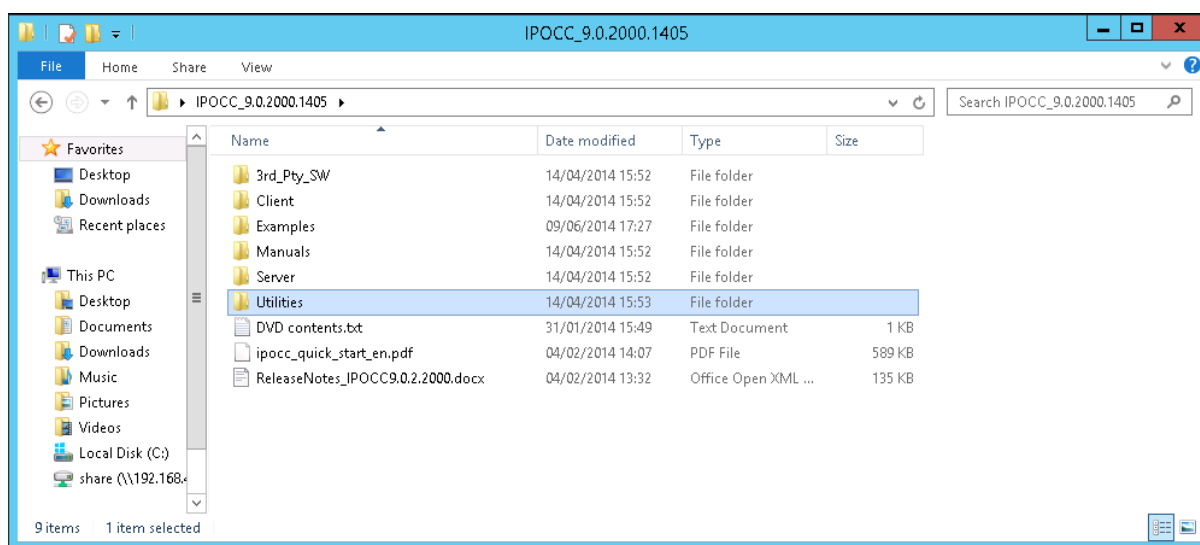 IPOCC_9.0.2000.1405
File Home Share View
IPOCC_9.0.2000.1405
Search IPOCC_9.0.2000.1405
Favorites
Desktop
Downloads
Recent places
This PC
Desktop
Documents
Downloads
Music
Pictures
Videos
Local Disk (C:)
share (\\192.168.4
Name Date modified Type Size
3rd_Pty_SW 14/04/2014 15:52 File folder
Client 14/04/2014 15:52 File folder
Examples 09/06/2014 17:27 File folder
Manuals 14/04/2014 15:52 File folder
Server 14/04/2014 15:52 File folder
Utilities 14/04/2014 15:53 File folder
DVD contents.txt 31/01/2014 15:49 Text Document 1 KB
ipocc_quick_start_en.pdf 04/02/2014 14:07 PDF File 589 KB
ReleaseNotes_IPOCC9.0.2.2000.docx 04/02/2014 13:32 Office Open XML ... 135 KB
9 items 1 item selected